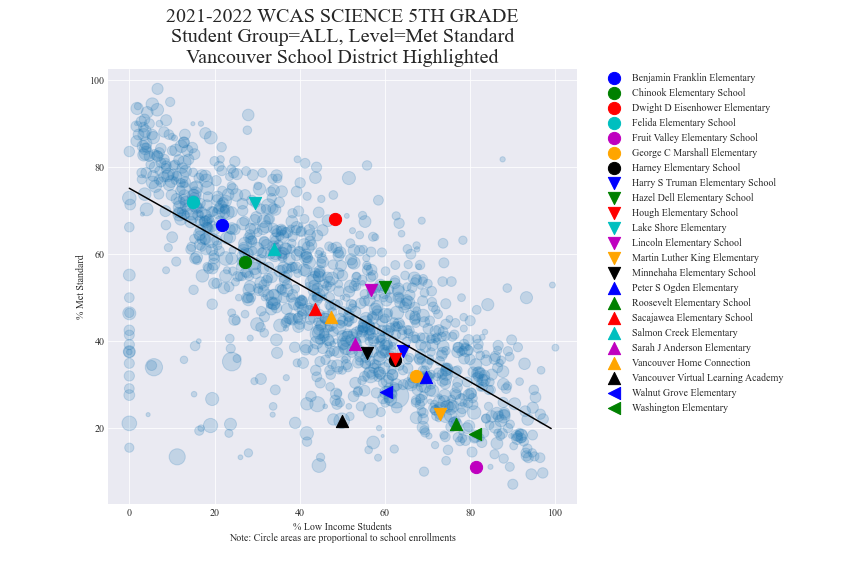 2021-2022 WCAS SCIENCE 5TH GRADE
Student Group=ALL, Level=Met Standard
Vancouver School District Highlighted
% Met Standard
100
80
60
40
20
0
20
40
60
80
100
% Low Income Students
Note: Circle areas are proportional to school enrollments
Benjamin Franklin Elementary
Chinook Elementary School
Dwight D Eisenhower Elementary
Felida Elementary School
Fruit Valley Elementary School
George C Marshall Elementary
Harney Elementary School
Harry S Truman Elementary School
Hazel Dell Elementary School
Hough Elementary School
Lake Shore Elementary
Lincoln Elementary School
Martin Luther King Elementary
Minnehaha Elementary School
Peter S Ogden Elementary
Roosevelt Elementary School
Sacajawea Elementary School
Salmon Creek Elementary
Sarah J Anderson Elementary
Vancouver Home Connection
Vancouver Virtual Learning Academy
Walnut Grove Elementary
Washington Elementary